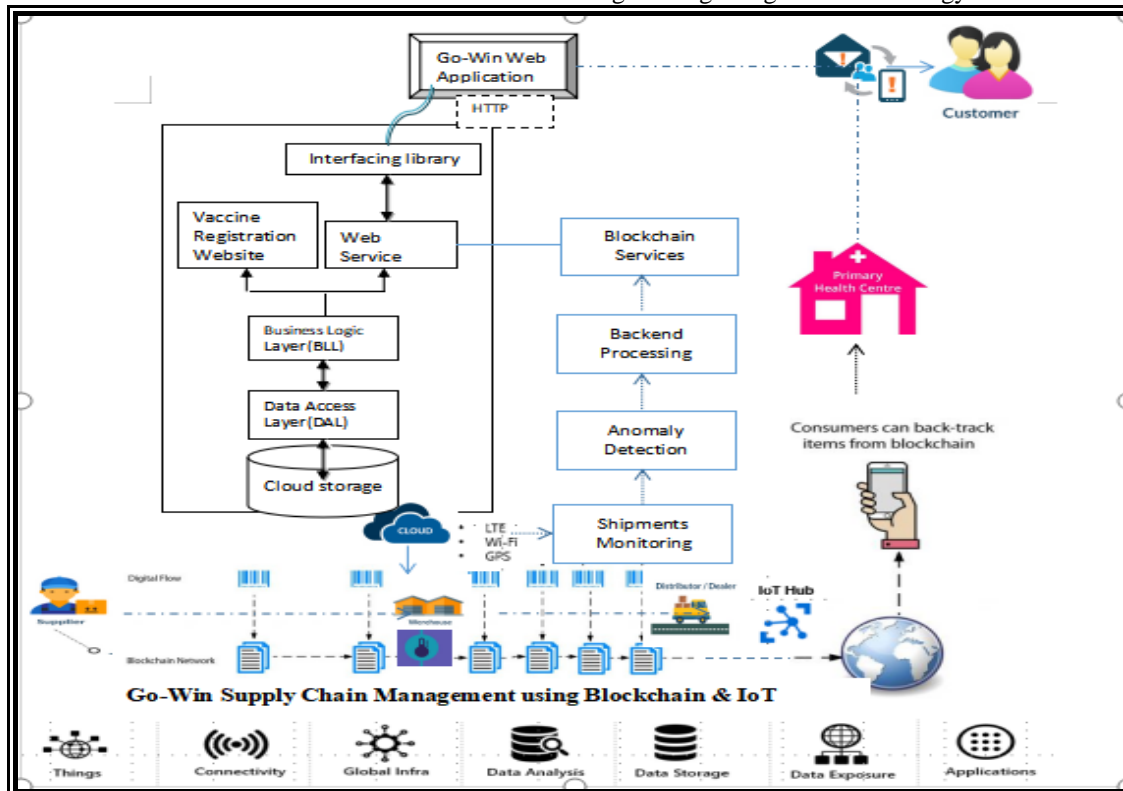 Go-Win Web
Application
HTTP
Customer
Interfacing library
Vaccine
Registration
Website
Web
Service
Blockchain
Services
Primary
Health Centre
Business Logic
Layer(BLL)
Backend
Processing
Data Access
Layer(DAL)
Anomaly
Detection
Consumers can back-track
items from blockchain
Cloud storage
CLOUD
• LTE
• Wi-Fi
• GPS
Shipments
Monitoring
Digital Flow
Distributor / Dealer
IoT Hub
Supplier
Warehouse
Blockchain Network
Go-Win Supply Chain Management using Blockchain & IoT
Things
Connectivity
Global Infra
Data Analysis
Data Storage
Data Exposure
Applications